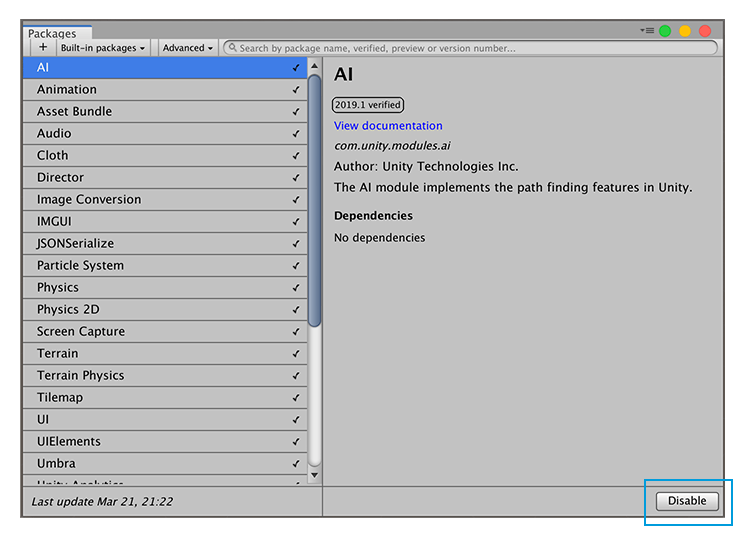 Packages
+ Built-in packages Advanced Search by package name, verified, preview or version number...
AI
Animation
Asset Bundle
Audio
Cloth
Director
Image Conversion
IMGUI
JSONSerialize
Particle System
Physics
Physics 2D
Screen Capture
Terrain
Terrain Physics
Tilemap
UI
UIElements
Umbra
Unity Analytics
Last update Mar 21, 21:22
AI
2019.1 verified
View documentation
com.unity.modules.ai
Author: Unity Technologies Inc.
The AI module implements the path finding features in Unity.
Dependencies
No dependencies
Disable